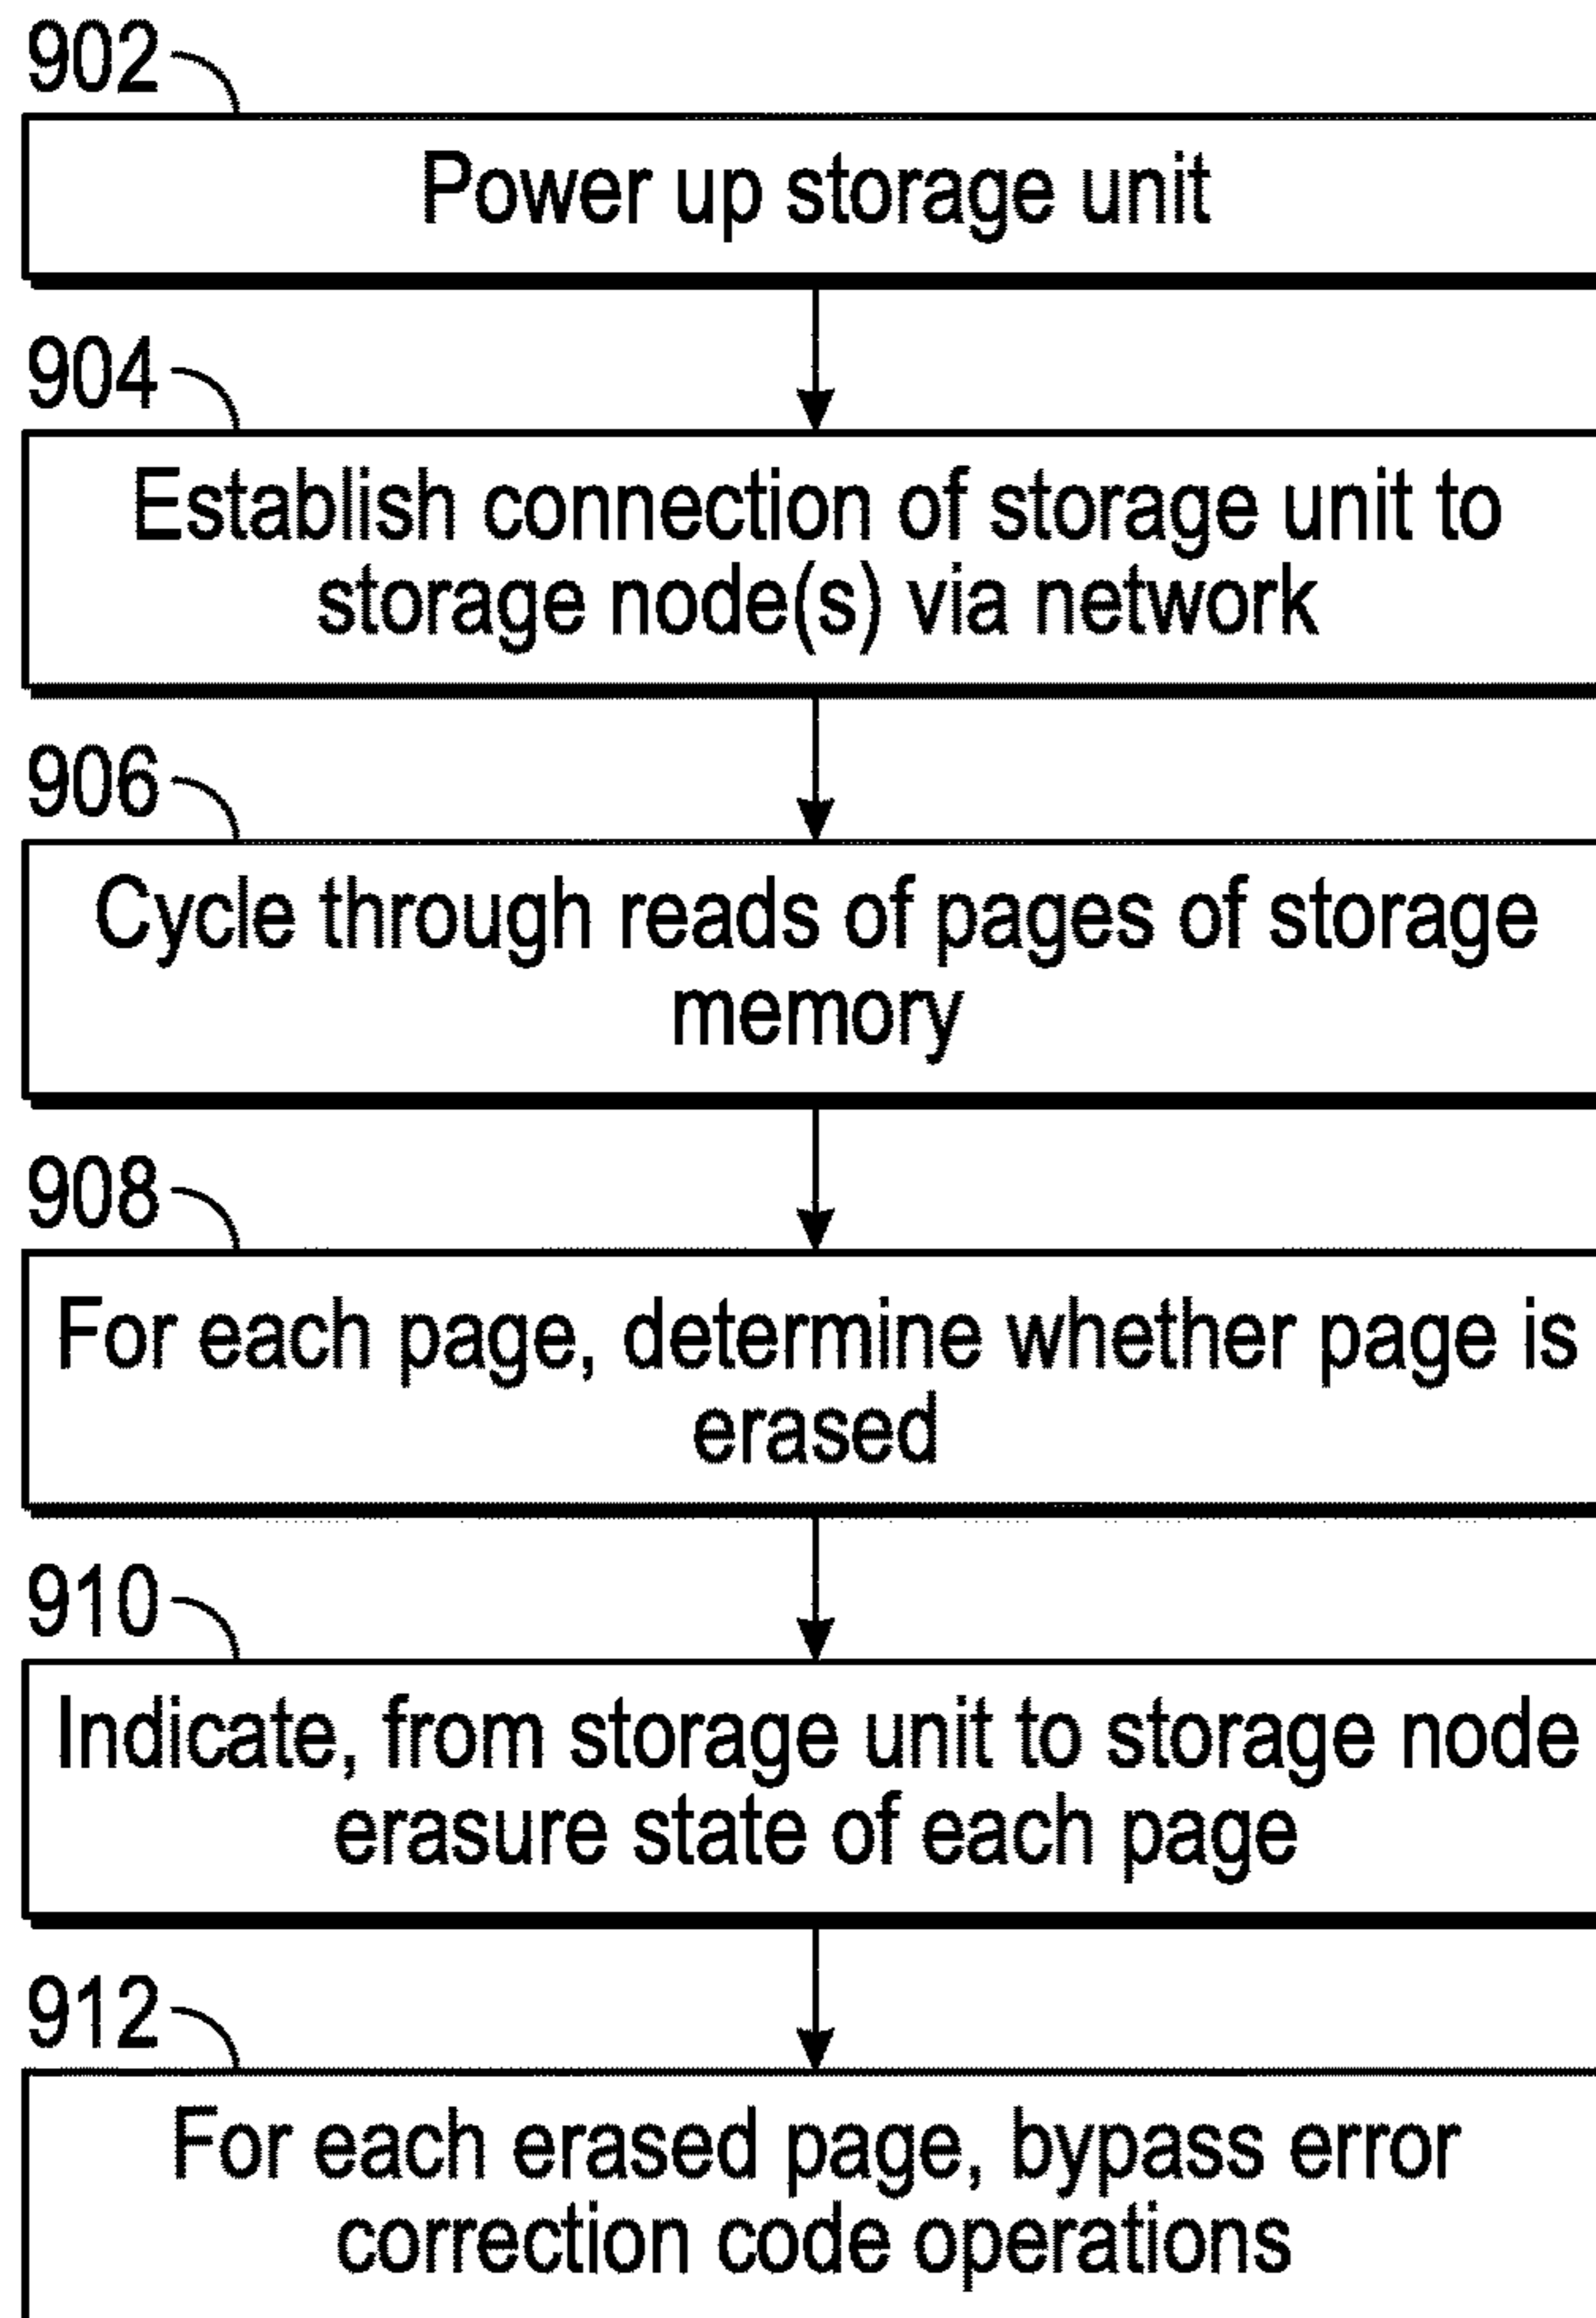 902
Power up storage unit
904
Establish connection of storage unit to
storage node(s) via network
906
Cycle through reads of pages of storage
memory
908
For each page, determine whether page is
erased
910
Indicate, from storage unit to storage node
erasure state of each page
912
For each erased page, bypass error
correction code operations